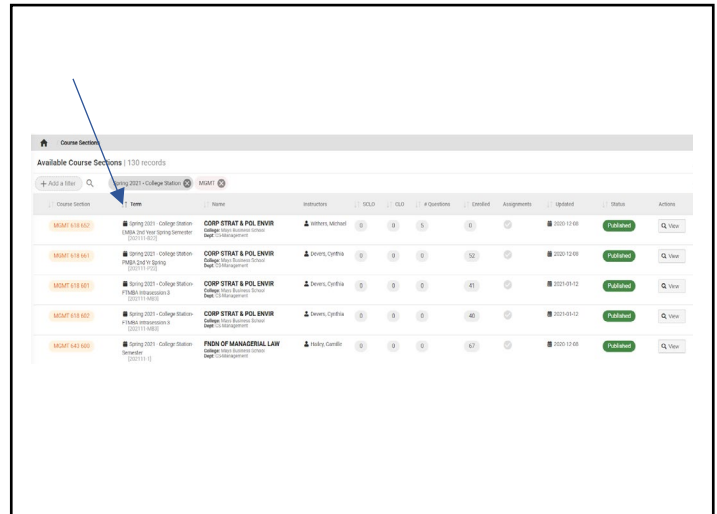 Course Sections
Available Course Sections | 130 records
+ Add a filter Spring 2021 - College Station MGMT
Course Section Term Name Instructors SCLO CLO # Questions Enrolled Assignments Updated Status Actions
MGMT 618 602 Spring 2021 - College Station- CORP STRAT & POL ENVIR Withers, Michael 0 0 5 0 2020-12-08 Published View
EMBA 2nd Year Spring Semester College: Mays Business School
Dept: CS-Management
MGMT 618 661 Spring 2021 - College Station- CORP STRAT & POL ENVIR Devers, Cynthia 0 0 0 52 2020-12-08 Published View
PMBA 2nd Yr Spring College: Mays Business School
Dept: CS-Management
MGMT 618 601 Spring 2021 - College Station- CORP STRAT & POL ENVIR Devers, Cynthia 0 0 0 41 2021-01-12 Published View
FTMBA Intrasession 3 College: Mays Business School
Dept: CS-Management
MGMT 618 602 Spring 2021 - College Station- CORP STRAT & POL ENVIR Devers, Cynthia 0 0 0 40 2021-01-12 Published View
FTMBA Intrasession 3 College: Mays Business School
Dept: CS-Management
MGMT 643 600 Spring 2021 - College Station- FNDN OF MANAGERIAL LAW 0 0 0 67 2020-12-08 Published View
Semester College: Mays Business School
[202111-1] Dept: CS-Management